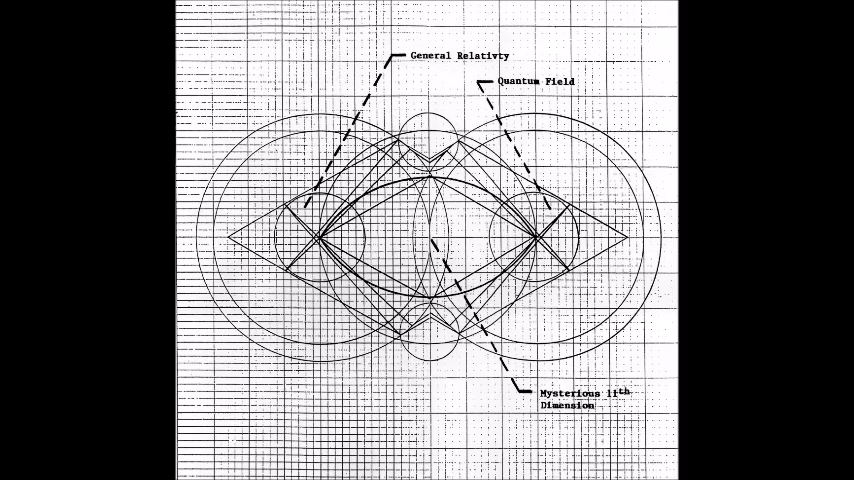 General Relativty
Quantum Field
Mysterious 11th
Dimension